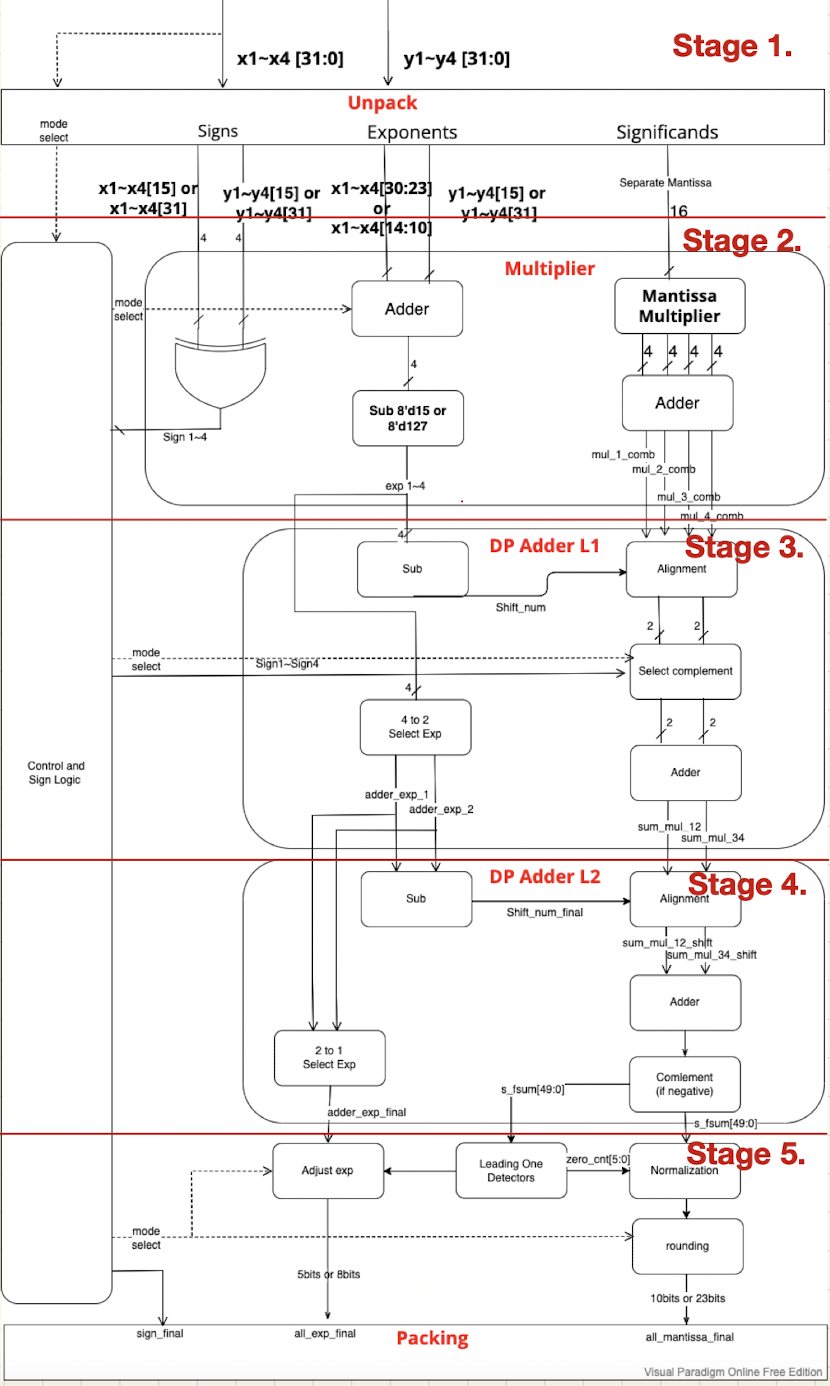 Stage 1.
x1~x4 [31:0]
y1~y4 [31:0]
Unpack
mode
select
Signs
Exponents
Significands
x1~x4[15] or
x1~x4[31]
y1~y4[15] or
y1~y4[31]
x1~x4[30:23]
or
x1~x4[14:10]
y1~y4[15] or
y1~y4[31]
Separate Mantissa
16
4
4
Stage 2.
Multiplier
mode
select
Adder
Mantissa
Multiplier
4
4
4
4
4
Sub 8'd15 or
8'd127
Adder
Sign 1~4
mul_1_comb
mul_2_comb
exp 1~4
mul_3_comb
mul_4_comb
4
DP Adder L1
Stage 3.
Sub
Alignment
Shift_num
2
2
mode
select
Sign1~Sign4
Select complement
4
4 to 2
Select Exp
2
2
Control and
Sign Logic
Adder
adder_exp_1
adder_exp_2
sum_mul_12
sum_mul_34
DP Adder L2
Stage 4.
Sub
Alignment
Shift_num_final
sum_mul_12_shift
sum_mul_34_shift
Adder
2 to 1
Select Exp
Comlement
(if negative)
s_fsum[49:0]
adder_exp_final
s_fsum[49:0]
Stage 5.
Adjust exp
Leading One
Detectors
zero_cnt[5:0]
Normalization
mode
select
rounding
5bits or 8bits
10bits or 23bits
sign_final
all_exp_final
Packing
all_mantissa_final
Visual Paradigm Online Free Edition